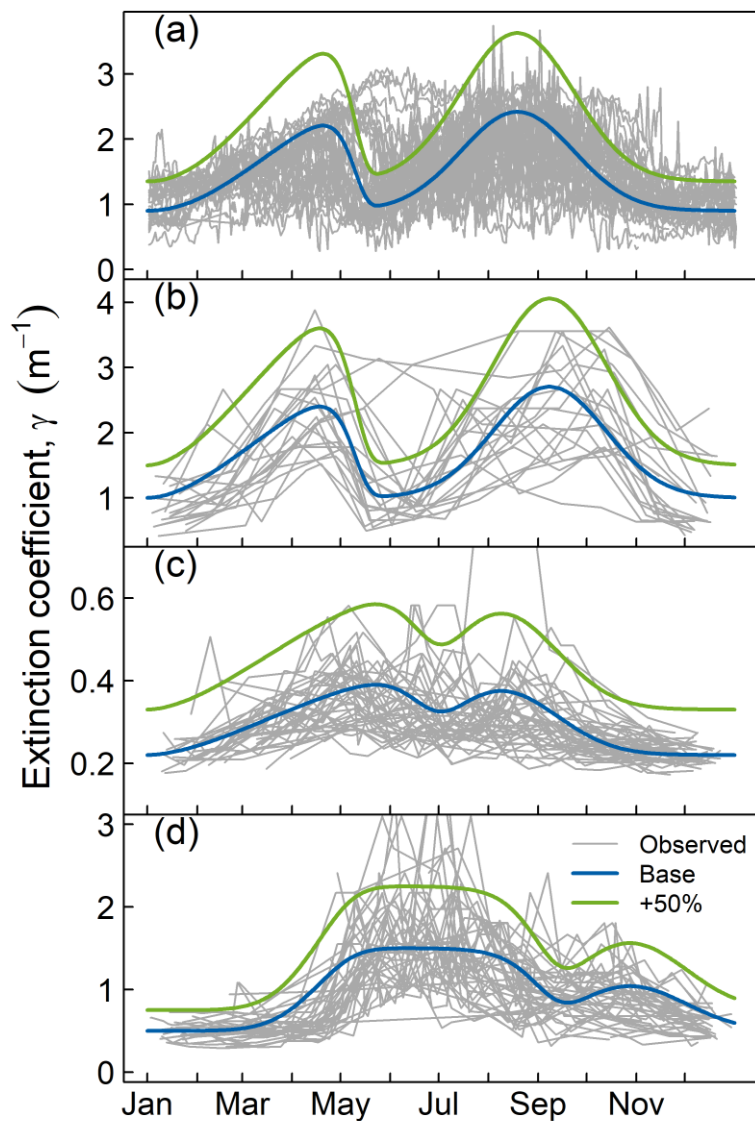 Extinction coefficient, γ (m⁻¹)
(a)
3
2
1
0
(b)
4
3
2
1
(c)
0.6
0.4
0.2
(d)
3
2
1
0
Observed
Base
+50%
Jan Mar May Jul Sep Nov